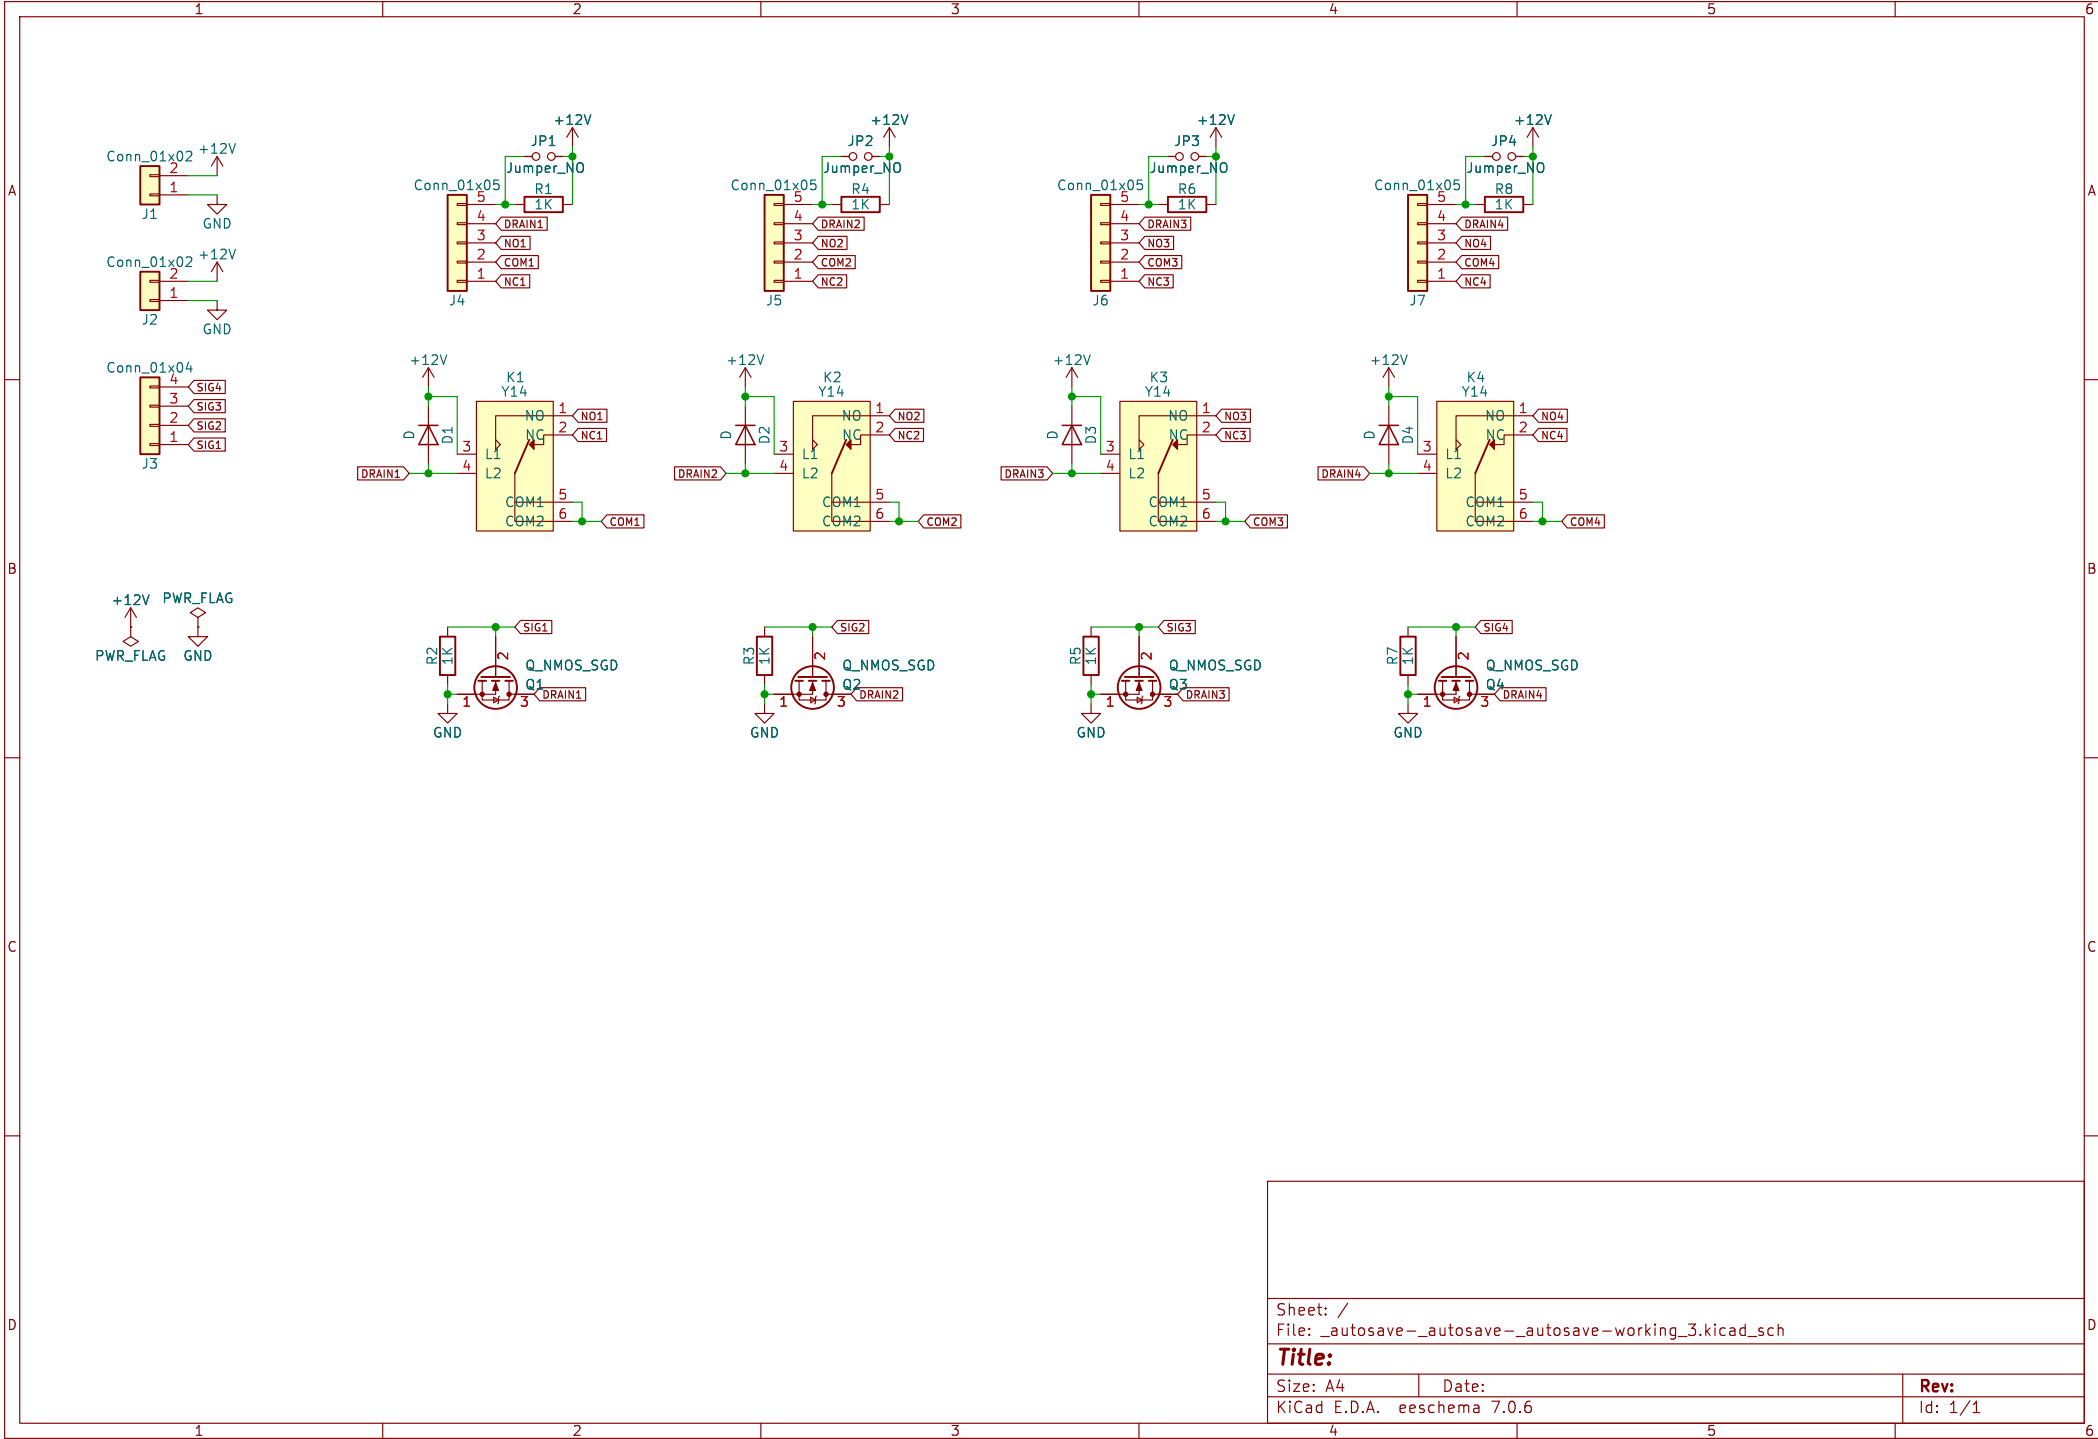 1 2 3 4 5 6
A A
B B
C C
D D
Conn_01x02
+12V
2
1
J1
GND
Conn_01x02
+12V
2
1
J2
GND
Conn_01x04
4 SIG4
3 SIG3
2 SIG2
1 SIG1
J3
+12V PWR_FLAG
PWR_FLAG GND
+12V
JP1
Jumper_NO
Conn_01x05
R1
5 1K
4 DRAIN1
3 NO1
2 COM1
1 NC1
J4
+12V
JP2
Jumper_NO
Conn_01x05
R4
5 1K
4 DRAIN2
3 NO2
2 COM2
1 NC2
J5
+12V
JP3
Jumper_NO
Conn_01x05
R6
5 1K
4 DRAIN3
3 NO3
2 COM3
1 NC3
J6
+12V
JP4
Jumper_NO
Conn_01x05
R8
5 1K
4 DRAIN4
3 NO4
2 COM4
1 NC4
J7
+12V
K1
Y14
NO 1 NO1
D D1 NC 2 NC1
3 L1
DRAIN1 4 L2
COM1 5
COM2 6 COM1
+12V
K2
Y14
NO 1 NO2
D D2 NC 2 NC2
3 L1
DRAIN2 4 L2
COM1 5
COM2 6 COM2
+12V
K3
Y14
NO 1 NO3
D D3 NC 2 NC3
3 L1
DRAIN3 4 L2
COM1 5
COM2 6 COM3
+12V
K4
Y14
NO 1 NO4
D D4 NC 2 NC4
3 L1
DRAIN4 4 L2
COM1 5
COM2 6 COM4
SIG1
R2 1K 2
Q_NMOS_SGD
Q1
1 3 DRAIN1
GND
SIG2
R3 1K 2
Q_NMOS_SGD
Q2
1 3 DRAIN2
GND
SIG3
R5 1K 2
Q_NMOS_SGD
Q3
1 3 DRAIN3
GND
SIG4
R7 1K 2
Q_NMOS_SGD
Q4
1 3 DRAIN4
GND
Sheet: /
File: _autosave-_autosave-_autosave-working_3.kicad_sch
Title:
Size: A4 Date: Rev:
KiCad E.D.A. eeschema 7.0.6 Id: 1/1
1 2 3 4 5 6